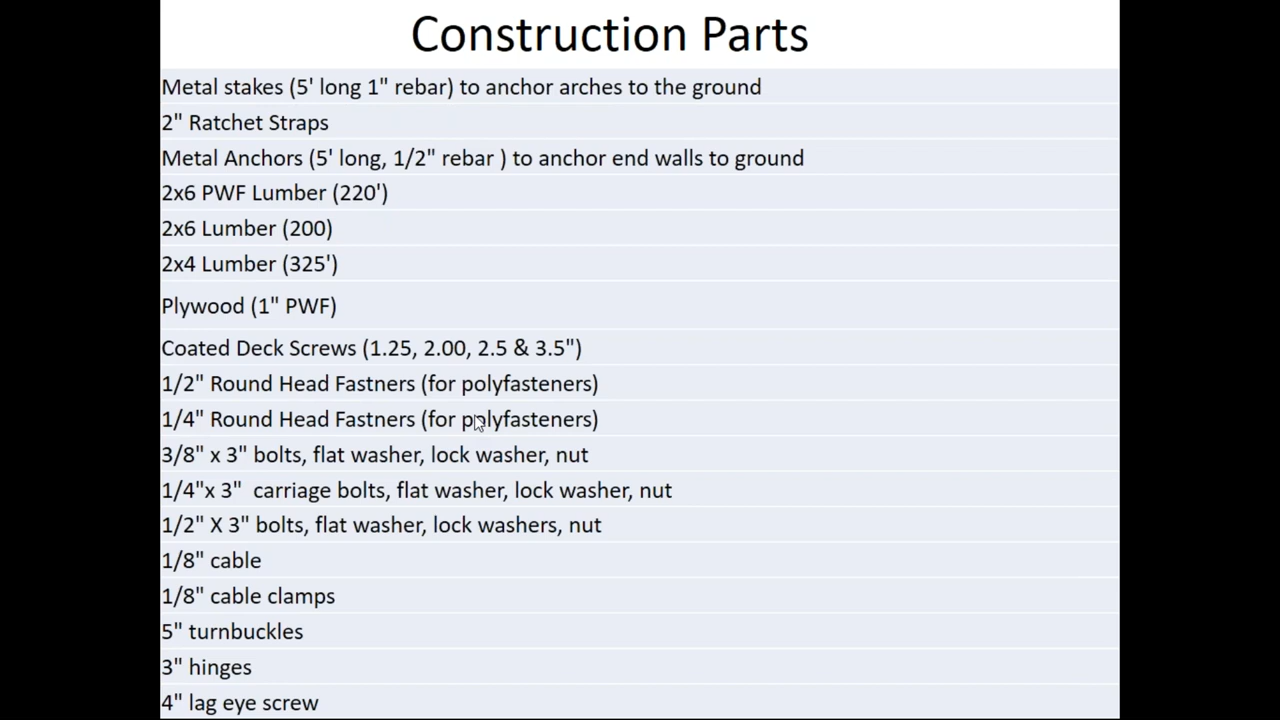 Construction Parts
Metal stakes (5' long 1" rebar) to anchor arches to the ground
2" Ratchet Straps
Metal Anchors (5' long, 1/2" rebar ) to anchor end walls to ground
2x6 PWF Lumber (220')
2x6 Lumber (200)
2x4 Lumber (325')
Plywood (1" PWF)
Coated Deck Screws (1.25, 2.00, 2.5 & 3.5")
1/2" Round Head Fastners (for polyfasteners)
1/4" Round Head Fastners (for polyfasteners)
3/8" x 3" bolts, flat washer, lock washer, nut
1/4"x 3"  carriage bolts, flat washer, lock washer, nut
1/2" X 3" bolts, flat washer, lock washers, nut
1/8" cable
1/8" cable clamps
5" turnbuckles
3" hinges
4" lag eye screw